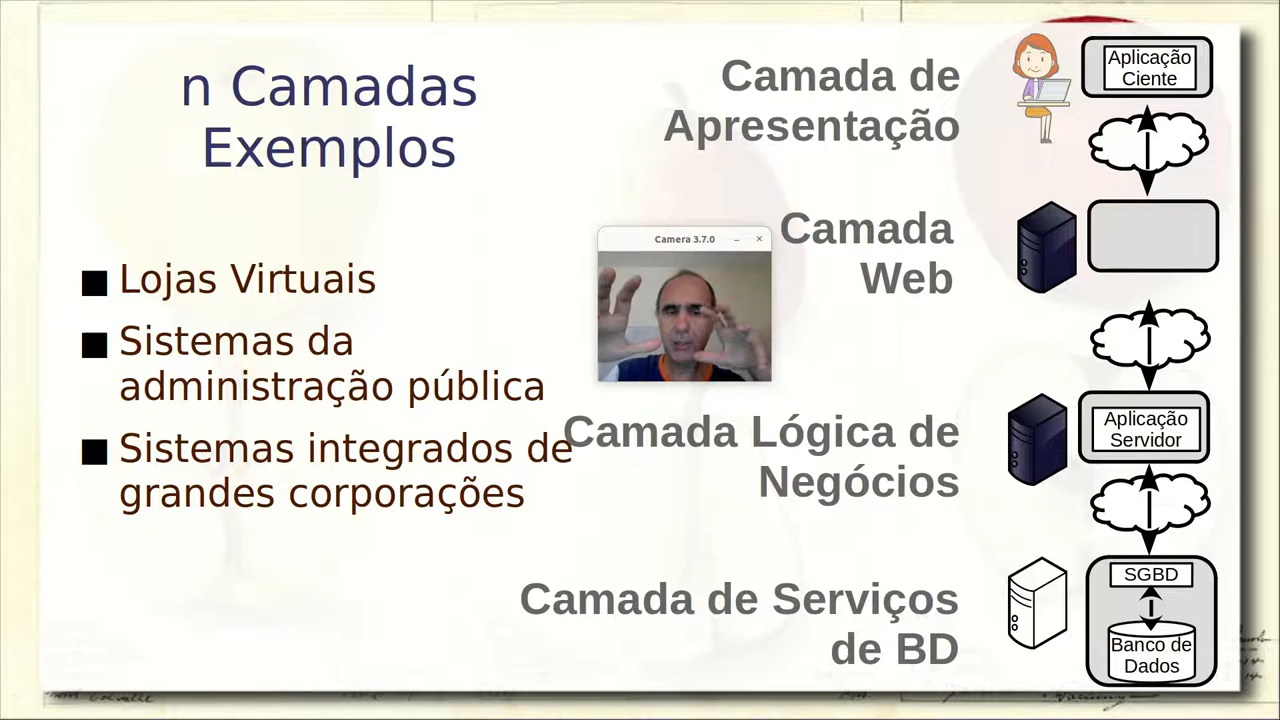 n Camadas
Exemplos
Lojas Virtuais
Sistemas da
administração pública
Sistemas integrados de
grandes corporações
Camada de
Apresentação
Aplicação
Ciente
Camera 3.7.0
Camada
Web
Camada Lógica de
Negócios
Aplicação
Servidor
Camada de Serviços
de BD
SGBD
Banco de
Dados